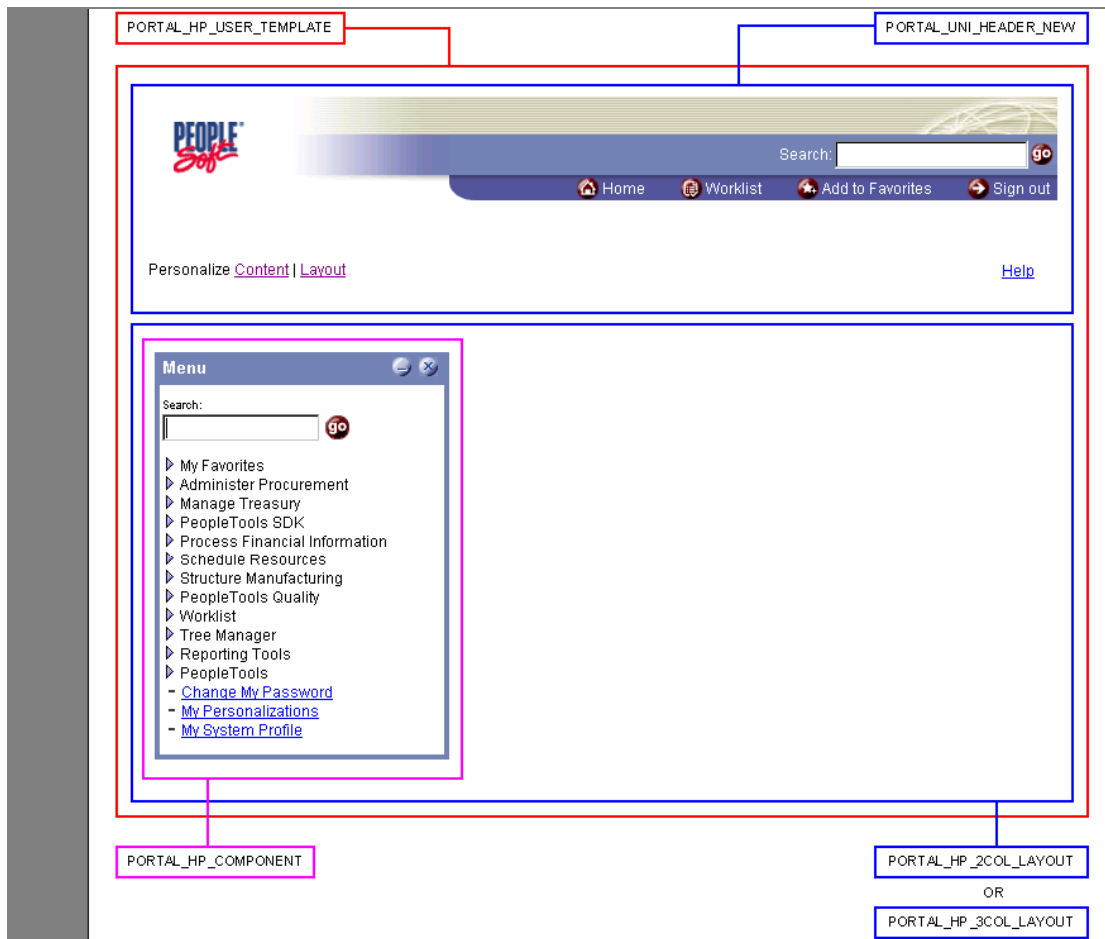 PORTAL_HP_USER_TEMPLATE
PORTAL_UNI_HEADER_NEW
PEOPLE
Soft
Search:
go
Home
Worklist
Add to Favorites
Sign out
Personalize Content | Layout
Help
Menu
Search:
go
My Favorites
Administer Procurement
Manage Treasury
PeopleTools SDK
Process Financial Information
Schedule Resources
Structure Manufacturing
PeopleTools Quality
Worklist
Tree Manager
Reporting Tools
PeopleTools
- Change My Password
- My Personalizations
- My System Profile
PORTAL_HP_COMPONENT
PORTAL_HP_2COL_LAYOUT
OR
PORTAL_HP_3COL_LAYOUT